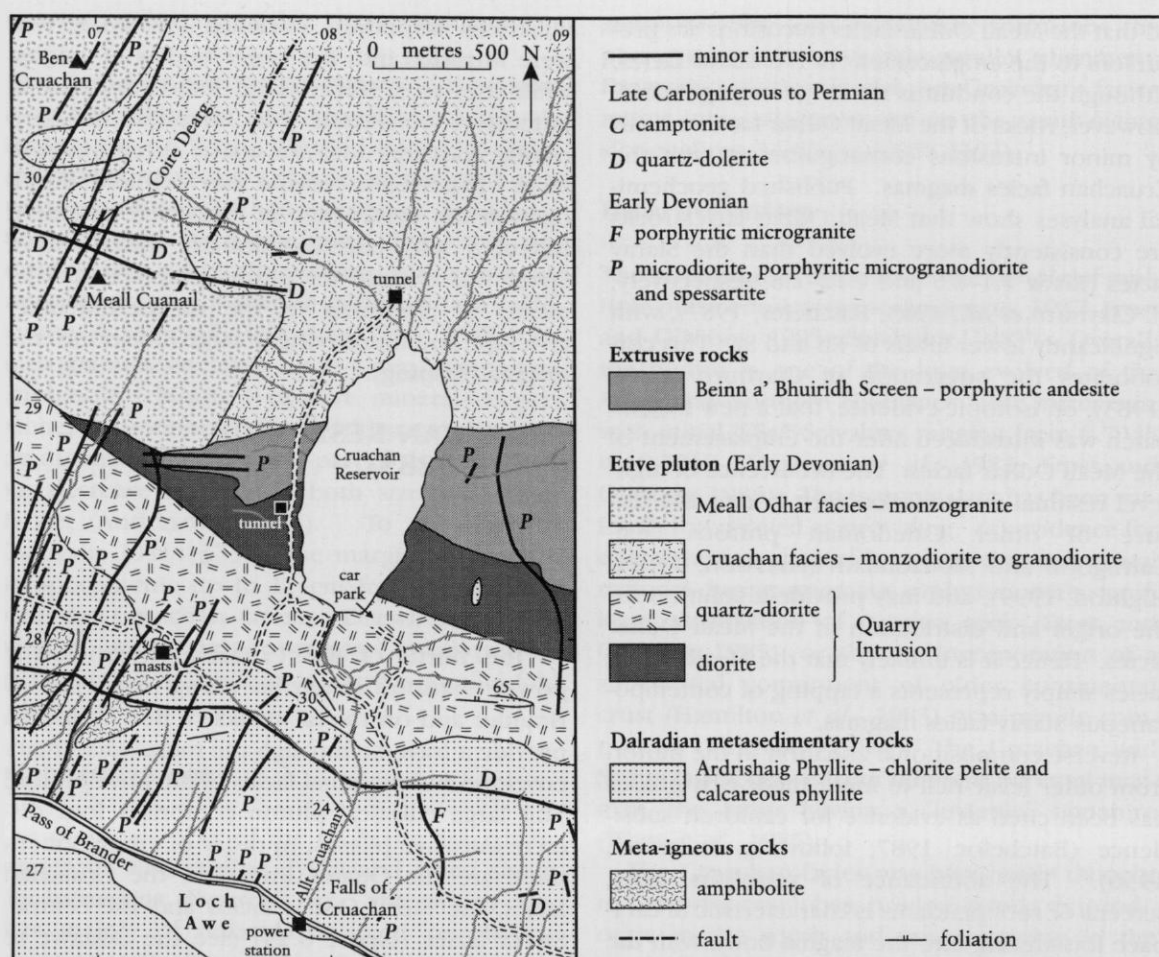 07
08
09
0 metres 500
N
Ben
Cruachan
P
P
P
P
P
P
P
Coire Dearg
30
P
P
D
D
D
C
P
P
Meall Cuanail
D
tunnel
P
P
P
29
P
P
P
P
Cruachan
Reservoir
P
P
tunnel
P
car
park
28
masts
P
P
65
D
P
P
70
P
P
P
P
P
P
P
P
24
D
P
F
Pass of Brander
P
P
P
Allt Cruachan
27
P
Loch
Awe
Falls of
Cruachan
P
D
power
station
minor intrusions
Late Carboniferous to Permian
C camptonite
D quartz-dolerite
Early Devonian
F porphyritic microgranite
P microdiorite, porphyritic microgranodiorite
and spessartite
Extrusive rocks
Beinn a' Bhuiridh Screen – porphyritic andesite
Etive pluton (Early Devonian)
Meall Odhar facies – monzogranite
Cruachan facies – monzodiorite to granodiorite
quartz-diorite
Quarry
Intrusion
diorite
Dalradian metasedimentary rocks
Ardrishaig Phyllite – chlorite pelite and
calcareous phyllite
Meta-igneous rocks
amphibolite
fault
foliation